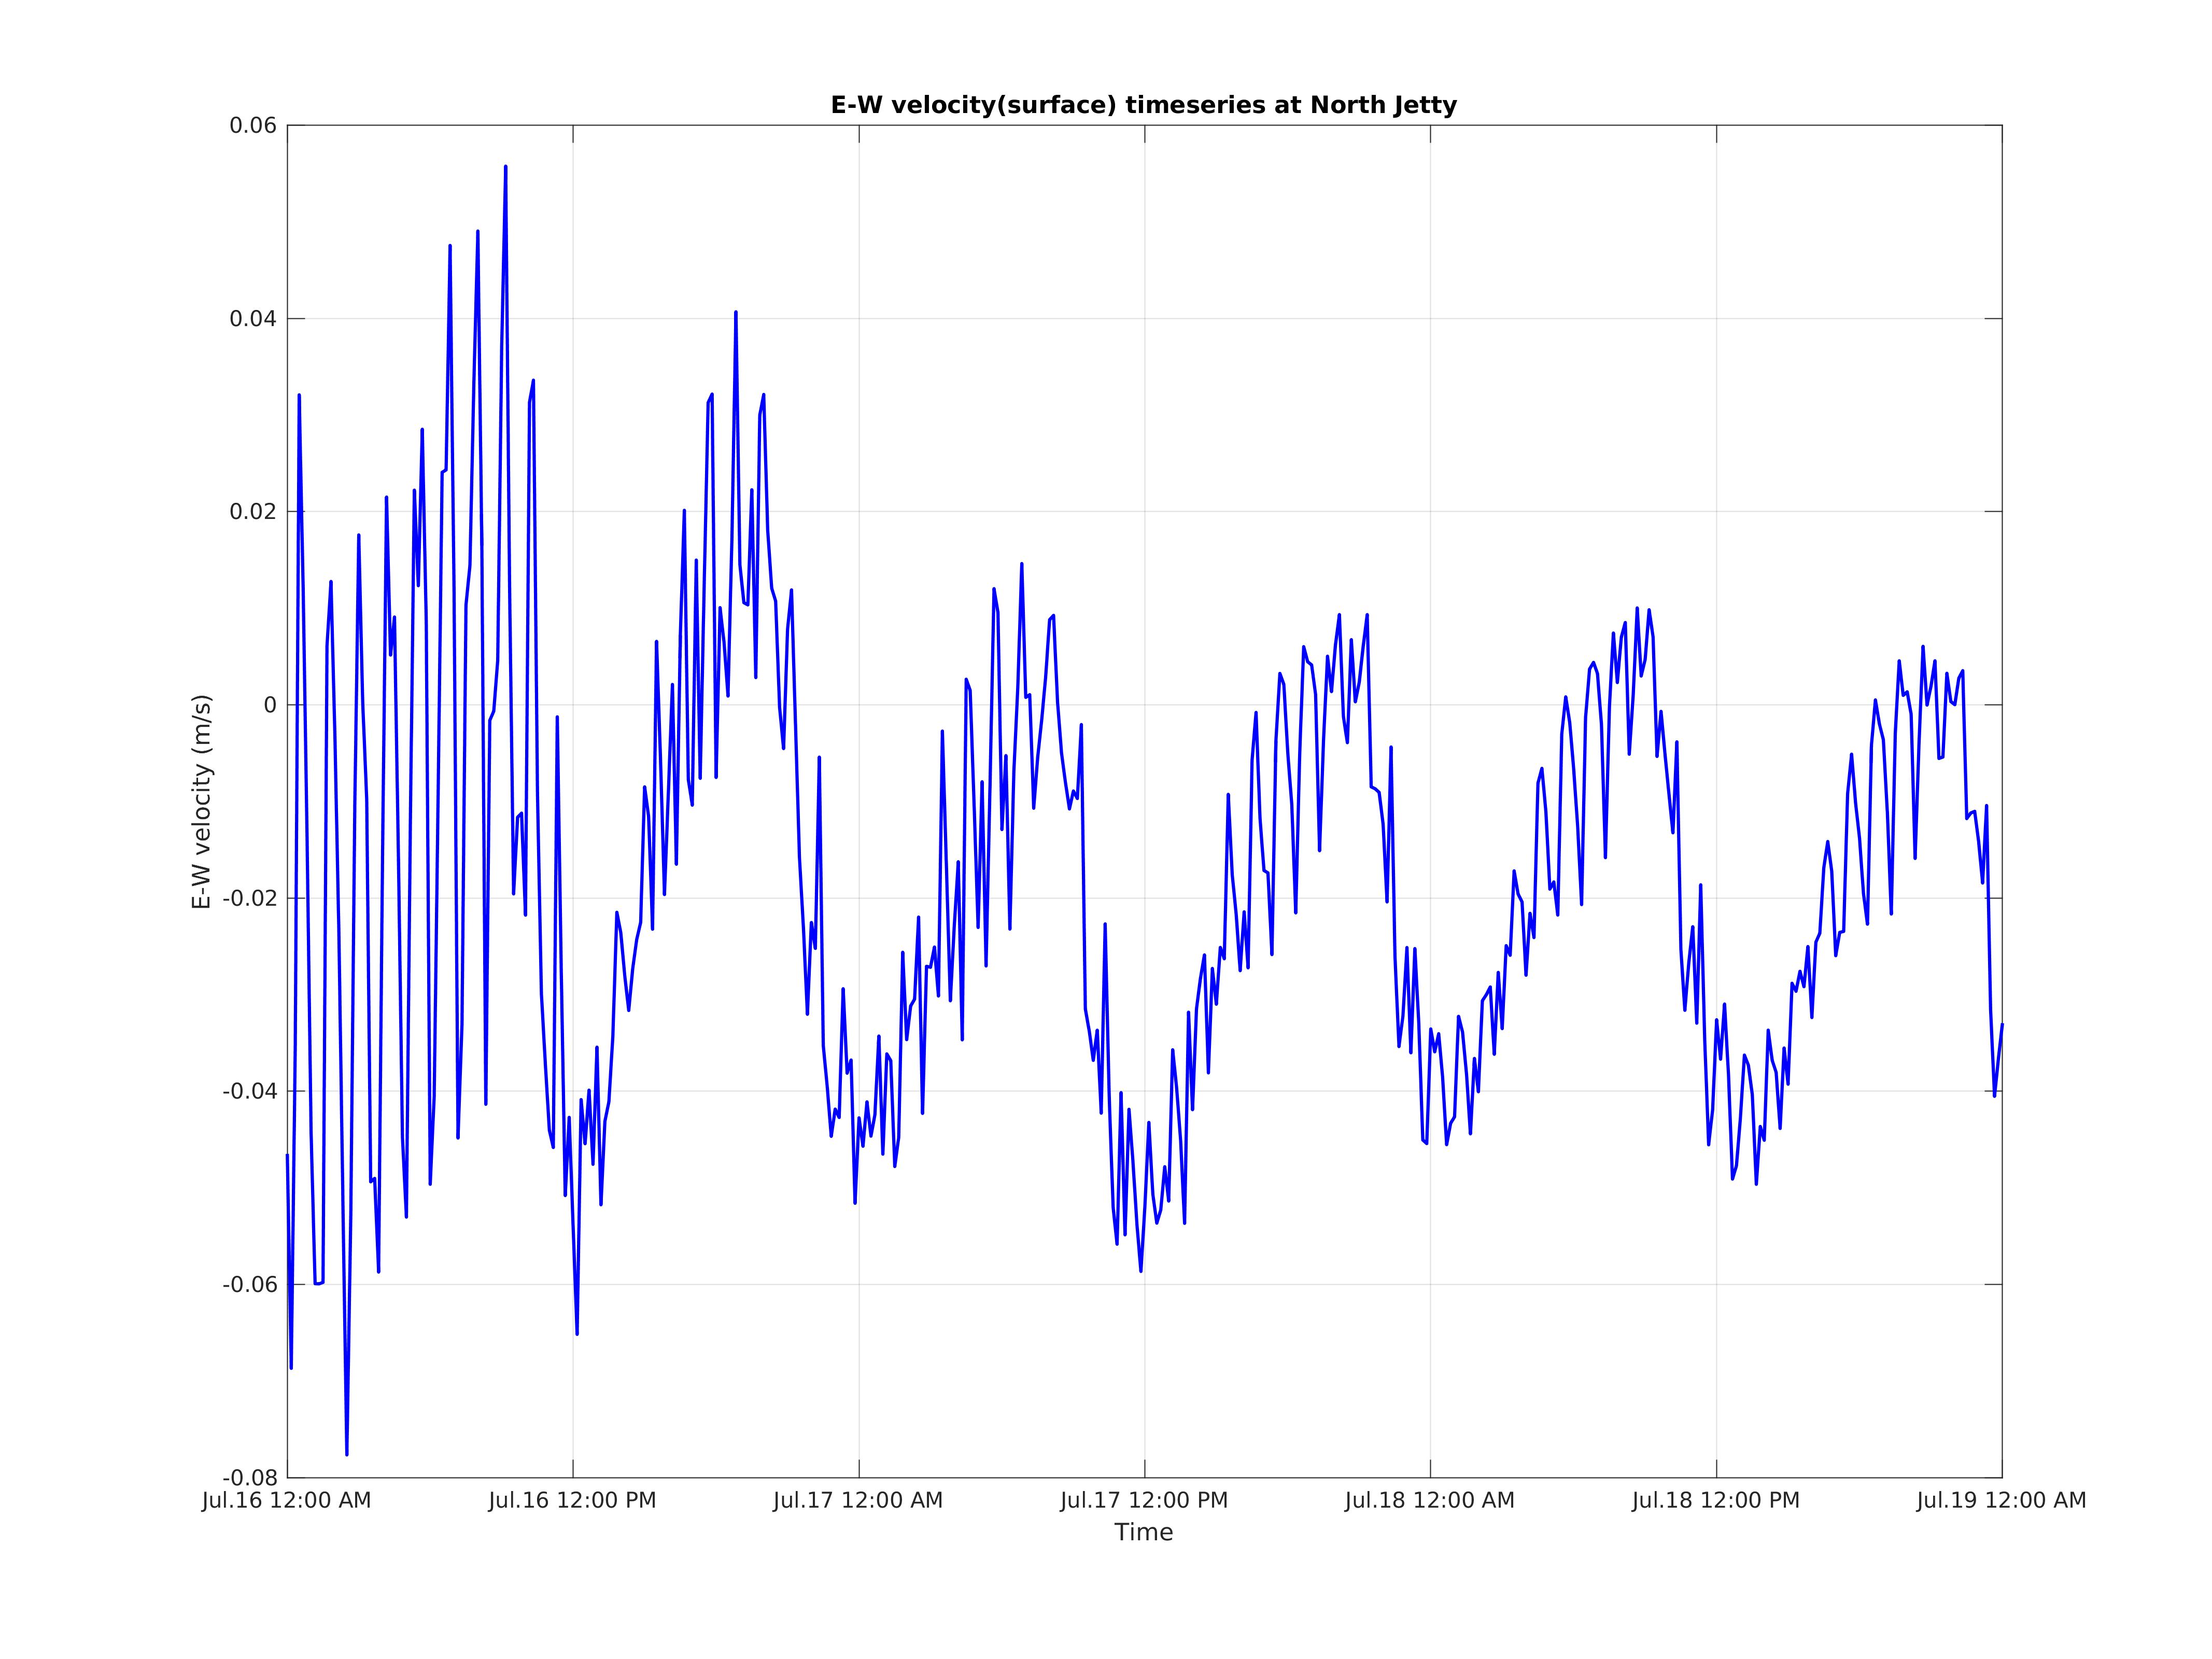 E-W velocity(surface) timeseries at North Jetty
0.06
0.04
0.02
0
-0.02
-0.04
-0.06
-0.08
E-W velocity (m/s)
Jul.16 12:00 AM Jul.16 12:00 PM Jul.17 12:00 AM Jul.17 12:00 PM Jul.18 12:00 AM Jul.18 12:00 PM Jul.19 12:00 AM
Time